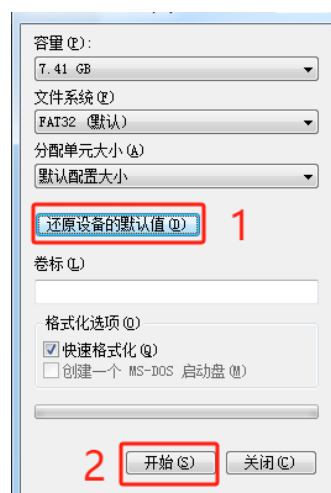 容量(P):
7.41 GB
文件系统(F)
FAT32 (默认)
分配单元大小(A)
默认配置大小
还原设备的默认值(D)
1
卷标(L)
格式化选项(O)
快速格式化(Q)
创建一个 MS-DOS 启动盘(M)
2
开始(S)
关闭(C)